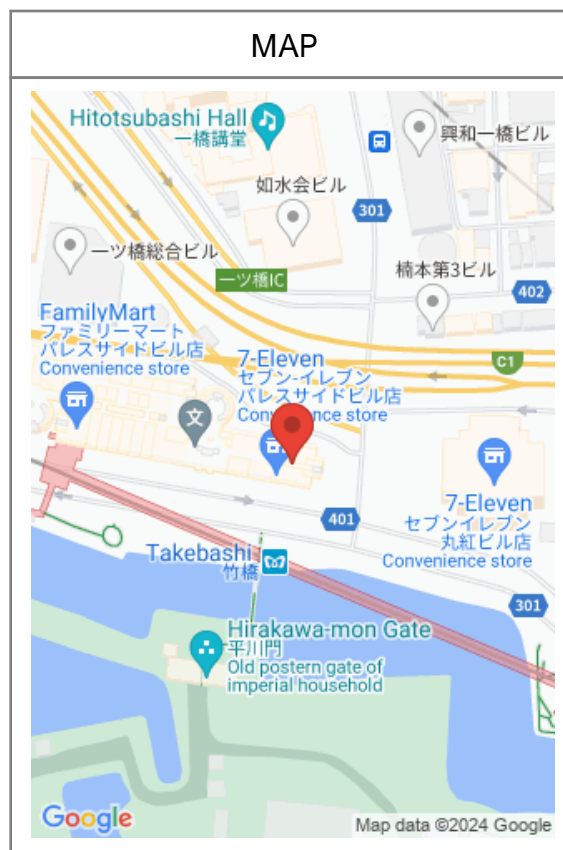 MAP
Hitotsubashi Hall
一橋講堂
興和一橋ビル
如水会ビル
301
一ツ橋総合ビル
楠本第3ビル
一ツ橋IC
402
FamilyMart
ファミリーマート
パレスサイドビル店
Convenience store
7-Eleven
セブン-イレブン
パレスサイドビル店
C1
文
7-Eleven
セブンイレブン
丸紅ビル店
Convenience store
401
Takebashi
竹橋
301
Hirakawa-mon Gate
平川門
Old postern gate of
imperial household
Google
Map data ©2024 Google